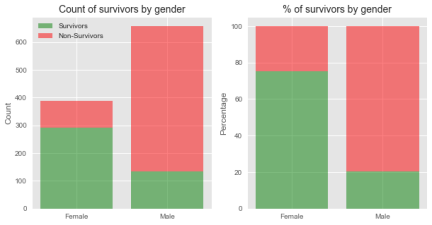 Count of survivors by gender
Survivors
Non-Survivors
Count
600
500
400
300
200
100
0
Female
Male
% of survivors by gender
Percentage
100
80
60
40
20
0
Female
Male